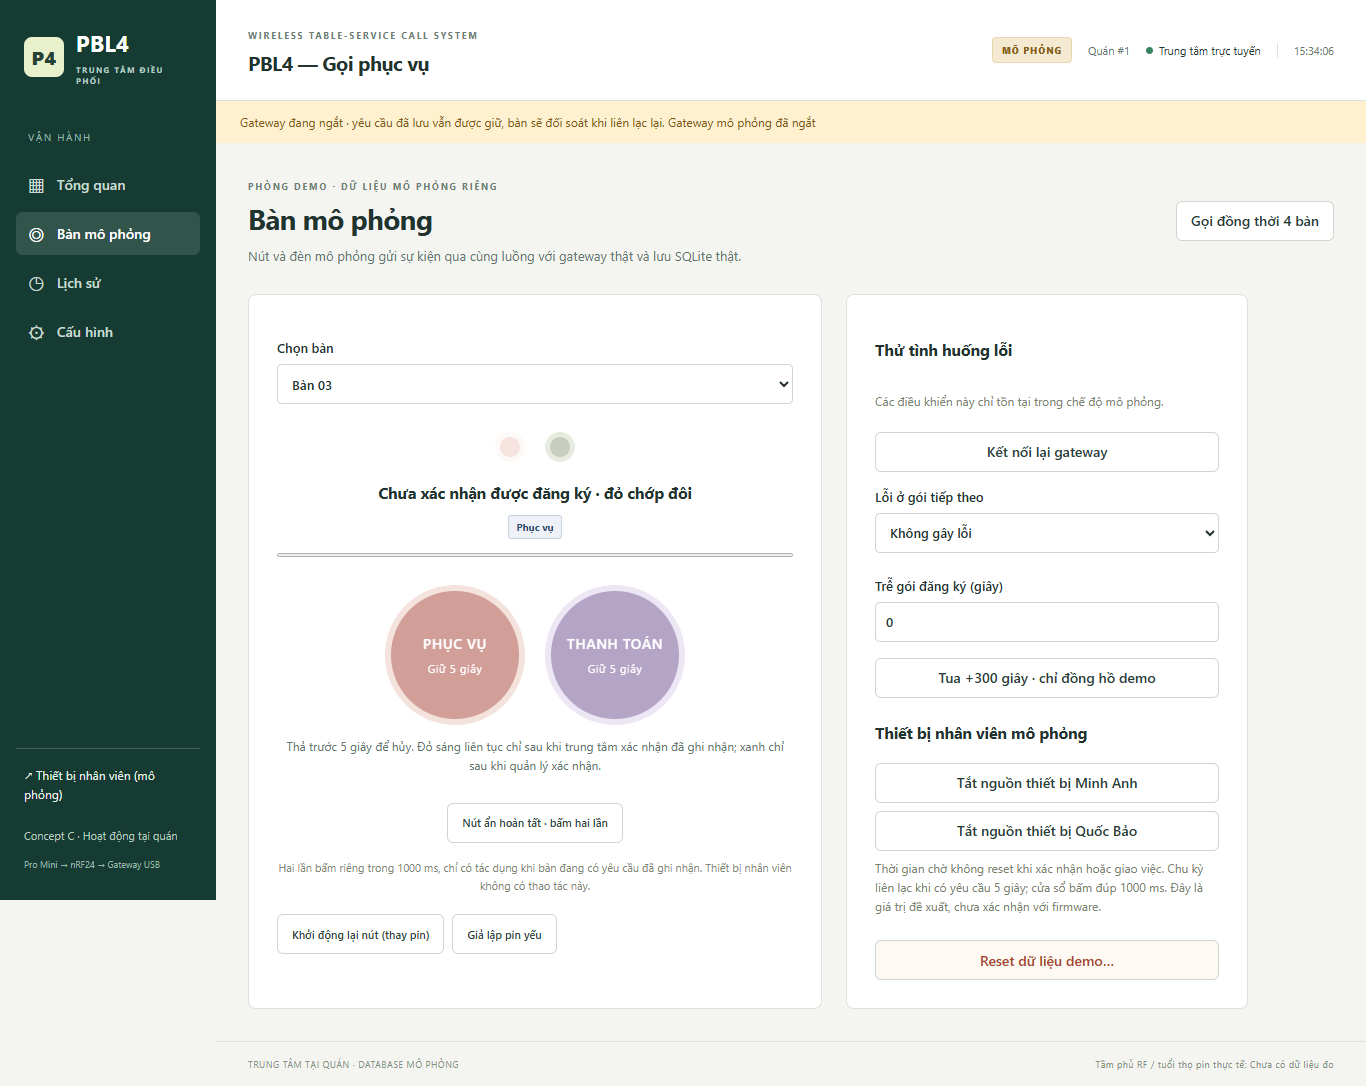 P4
PBL4
TRUNG TÂM ĐIỀU
PHỐI
VẬN HÀNH
Tổng quan
Bàn mô phỏng
Lịch sử
Cấu hình
↗ Thiết bị nhân viên (mô
phỏng)
Concept C · Hoạt động tại quán
Pro Mini → nRF24 → Gateway USB
WIRELESS TABLE-SERVICE CALL SYSTEM
PBL4 — Gọi phục vụ
MÔ PHỎNG
Quán #1
Trung tâm trực tuyến
15:34:06
Gateway đang ngắt · yêu cầu đã lưu vẫn được giữ, bàn sẽ đối soát khi liên lạc lại. Gateway mô phỏng đã ngắt
PHÒNG DEMO · DỮ LIỆU MÔ PHỎNG RIÊNG
Bàn mô phỏng
Nút và đèn mô phỏng gửi sự kiện qua cùng luồng với gateway thật và lưu SQLite thật.
Gọi đồng thời 4 bàn
Chọn bàn
Bàn 03
Chưa xác nhận được đăng ký · đỏ chớp đôi
Phục vụ
PHỤC VỤ
Giữ 5 giây
THANH TOÁN
Giữ 5 giây
Thả trước 5 giây để hủy. Đỏ sáng liên tục chỉ sau khi trung tâm xác nhận đã ghi nhận; xanh chỉ
sau khi quản lý xác nhận.
Nút ẩn hoàn tất · bấm hai lần
Hai lần bấm riêng trong 1000 ms, chỉ có tác dụng khi bàn đang có yêu cầu đã ghi nhận. Thiết bị nhân viên
không có thao tác này.
Khởi động lại nút (thay pin)
Giả lập pin yếu
Thử tình huống lỗi
Các điều khiển này chỉ tồn tại trong chế độ mô phỏng.
Kết nối lại gateway
Lỗi ở gói tiếp theo
Không gây lỗi
Trễ gói đăng ký (giây)
0
Tua +300 giây · chỉ đồng hồ demo
Thiết bị nhân viên mô phỏng
Tắt nguồn thiết bị Minh Anh
Tắt nguồn thiết bị Quốc Bảo
Thời gian chờ không reset khi xác nhận hoặc giao việc. Chu kỳ
liên lạc khi có yêu cầu 5 giây; cửa sổ bấm đúp 1000 ms. Đây là
giá trị đề xuất, chưa xác nhận với firmware.
Reset dữ liệu demo...
TRUNG TÂM TẠI QUÁN · DATABASE MÔ PHỎNG
Tầm phủ RF / tuổi thọ pin thực tế: Chưa có dữ liệu đo